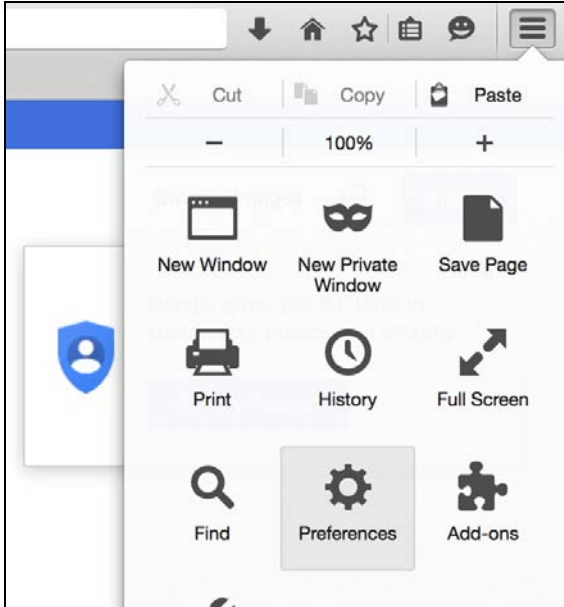 Cut Copy Paste
− 100% +
New Window New Private Window Save Page
Print History Full Screen
Find Preferences Add-ons